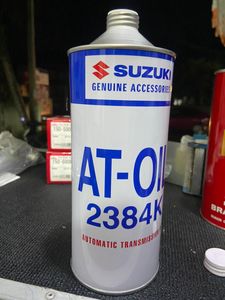 SUZUKI
GENUINE ACCESSORIES
AT-OIL
2384K
AUTOMATIC TRANSMISSION